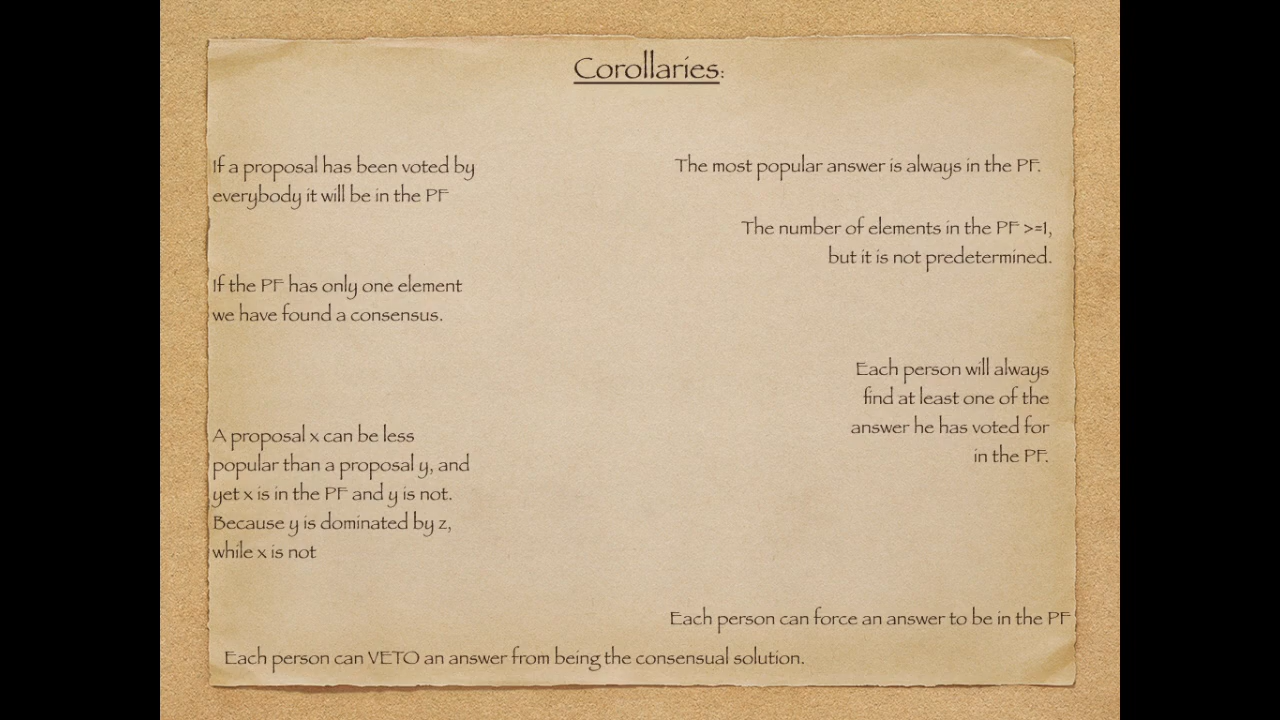 Corollaries:
If a proposal has been voted by
everybody it will be in the PF
The most popular answer is always in the PF.
The number of elements in the PF >=1,
but it is not predetermined.
If the PF has only one element
we have found a consensus.
Each person will always
find at least one of the
answer he has voted for
in the PF.
A proposal x can be less
popular than a proposal y, and
yet x is in the PF and y is not.
Because y is dominated by z,
while x is not
Each person can force an answer to be in the PF
Each person can VETO an answer from being the consensual solution.